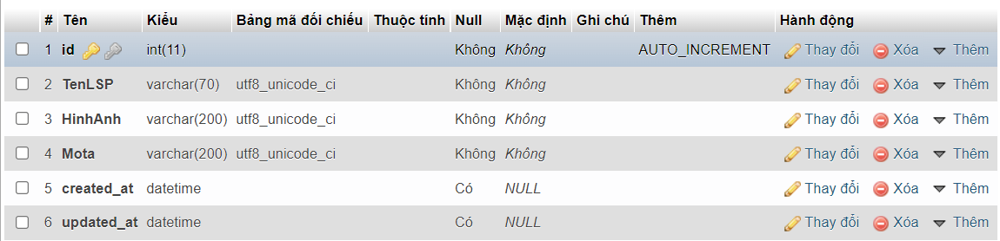 # Tên Kiểu Bảng mã đối chiếu Thuộc tính Null Mặc định Ghi chú Thêm Hành động
1 id int(11) Không Không AUTO_INCREMENT Thay đổi Xóa Thêm
2 TenLSP varchar(70) utf8_unicode_ci Không Không Thay đổi Xóa Thêm
3 HinhAnh varchar(200) utf8_unicode_ci Không Không Thay đổi Xóa Thêm
4 Mota varchar(200) utf8_unicode_ci Không Không Thay đổi Xóa Thêm
5 created_at datetime Có NULL Thay đổi Xóa Thêm
6 updated_at datetime Có NULL Thay đổi Xóa Thêm